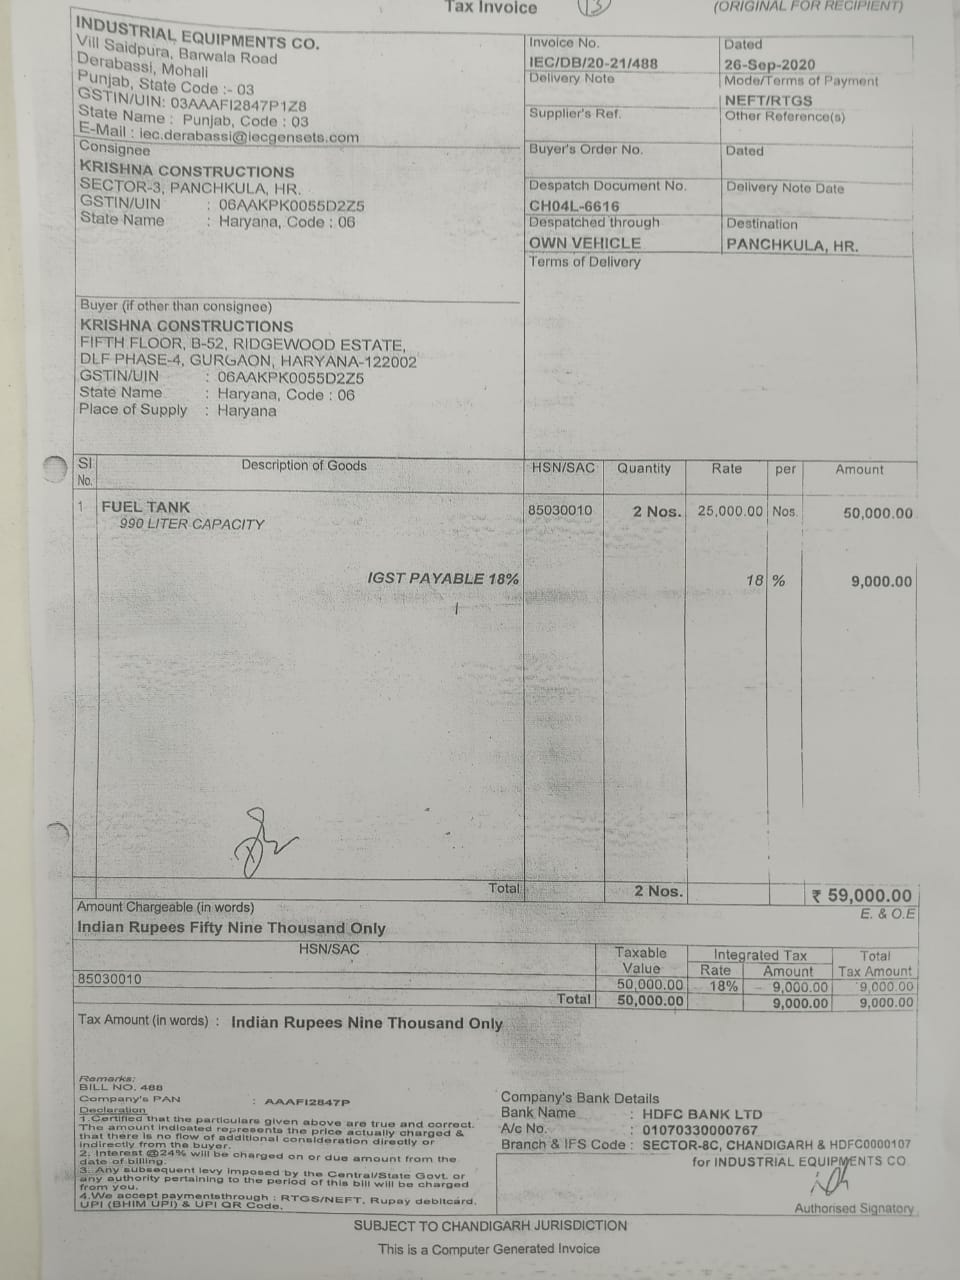 Tax Invoice
13
(ORIGINAL FOR RECIPIENT)
INDUSTRIAL EQUIPMENTS CO.
Vill Saidpura, Barwala Road
Derabassi, Mohali
Punjab, State Code :- 03
GSTIN/UIN: 03AAAFI2847P1Z8
State Name : Punjab, Code : 03
E-Mail : iec.derabassi@iecgensets.com
Invoice No.
IEC/DB/20-21/488
Dated
26-Sep-2020
Delivery Note
Mode/Terms of Payment
NEFT/RTGS
Supplier's Ref.
Other Reference(s)
Consignee
KRISHNA CONSTRUCTIONS
SECTOR-3, PANCHKULA, HR.
GSTIN/UIN : 06AAKPK0055D2Z5
State Name : Haryana, Code : 06
Buyer's Order No.
Dated
Despatch Document No.
CH04L-6616
Delivery Note Date
Despatched through
OWN VEHICLE
Destination
PANCHKULA, HR.
Terms of Delivery
Buyer (if other than consignee)
KRISHNA CONSTRUCTIONS
FIFTH FLOOR, B-52, RIDGEWOOD ESTATE,
DLF PHASE-4, GURGAON, HARYANA-122002
GSTIN/UIN : 06AAKPK0055D2Z5
State Name : Haryana, Code : 06
Place of Supply : Haryana
Sl No. Description of Goods HSN/SAC Quantity Rate per Amount
1 FUEL TANK 85030010 2 Nos. 25,000.00 Nos. 50,000.00
990 LITER CAPACITY
IGST PAYABLE 18% 18 % 9,000.00
Total 2 Nos. ₹ 59,000.00
Amount Chargeable (in words)
E. & O.E
Indian Rupees Fifty Nine Thousand Only
HSN/SAC Taxable Value Integrated Tax Total Tax Amount
Rate Amount
85030010 50,000.00 18% 9,000.00 9,000.00
Total 50,000.00 9,000.00 9,000.00
Tax Amount (in words) : Indian Rupees Nine Thousand Only
Remarks:
BILL NO. 488
Company's PAN : AAAFI2847P
Declaration
1.Certified that the particulars given above are true and correct.
The amount indicated represents the price actually charged &
that there is no flow of additional consideration directly or
indirectly from the buyer.
2. Interest @24% will be charged on or due amount from the
date of billing.
3. Any subsequent levy imposed by the Central/State Govt. or
any authority pertaining to the period of this bill will be charged
from you.
4.We accept paymentsthrough : RTGS/NEFT, Rupay debitcard,
UPI (BHIM UPI) & UPI QR Code.
Company's Bank Details
Bank Name : HDFC BANK LTD
A/c No. : 01070330000767
Branch & IFS Code : SECTOR-8C, CHANDIGARH & HDFC0000107
for INDUSTRIAL EQUIPMENTS CO
Authorised Signatory
SUBJECT TO CHANDIGARH JURISDICTION
This is a Computer Generated Invoice